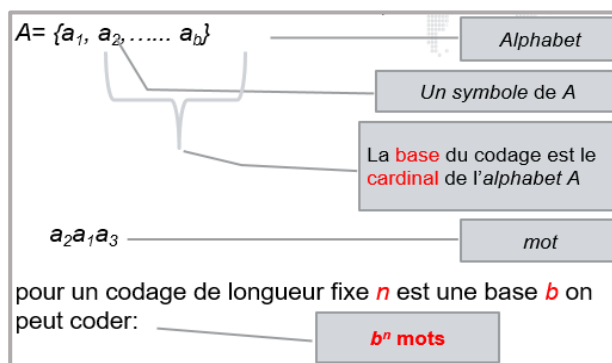 A= {a1, a2,...... ab}
Alphabet
Un symbole de A
La base du codage est le
cardinal de l'alphabet A
a2a1a3
mot
pour un codage de longueur fixe n est une base b on
peut coder:
bⁿ mots